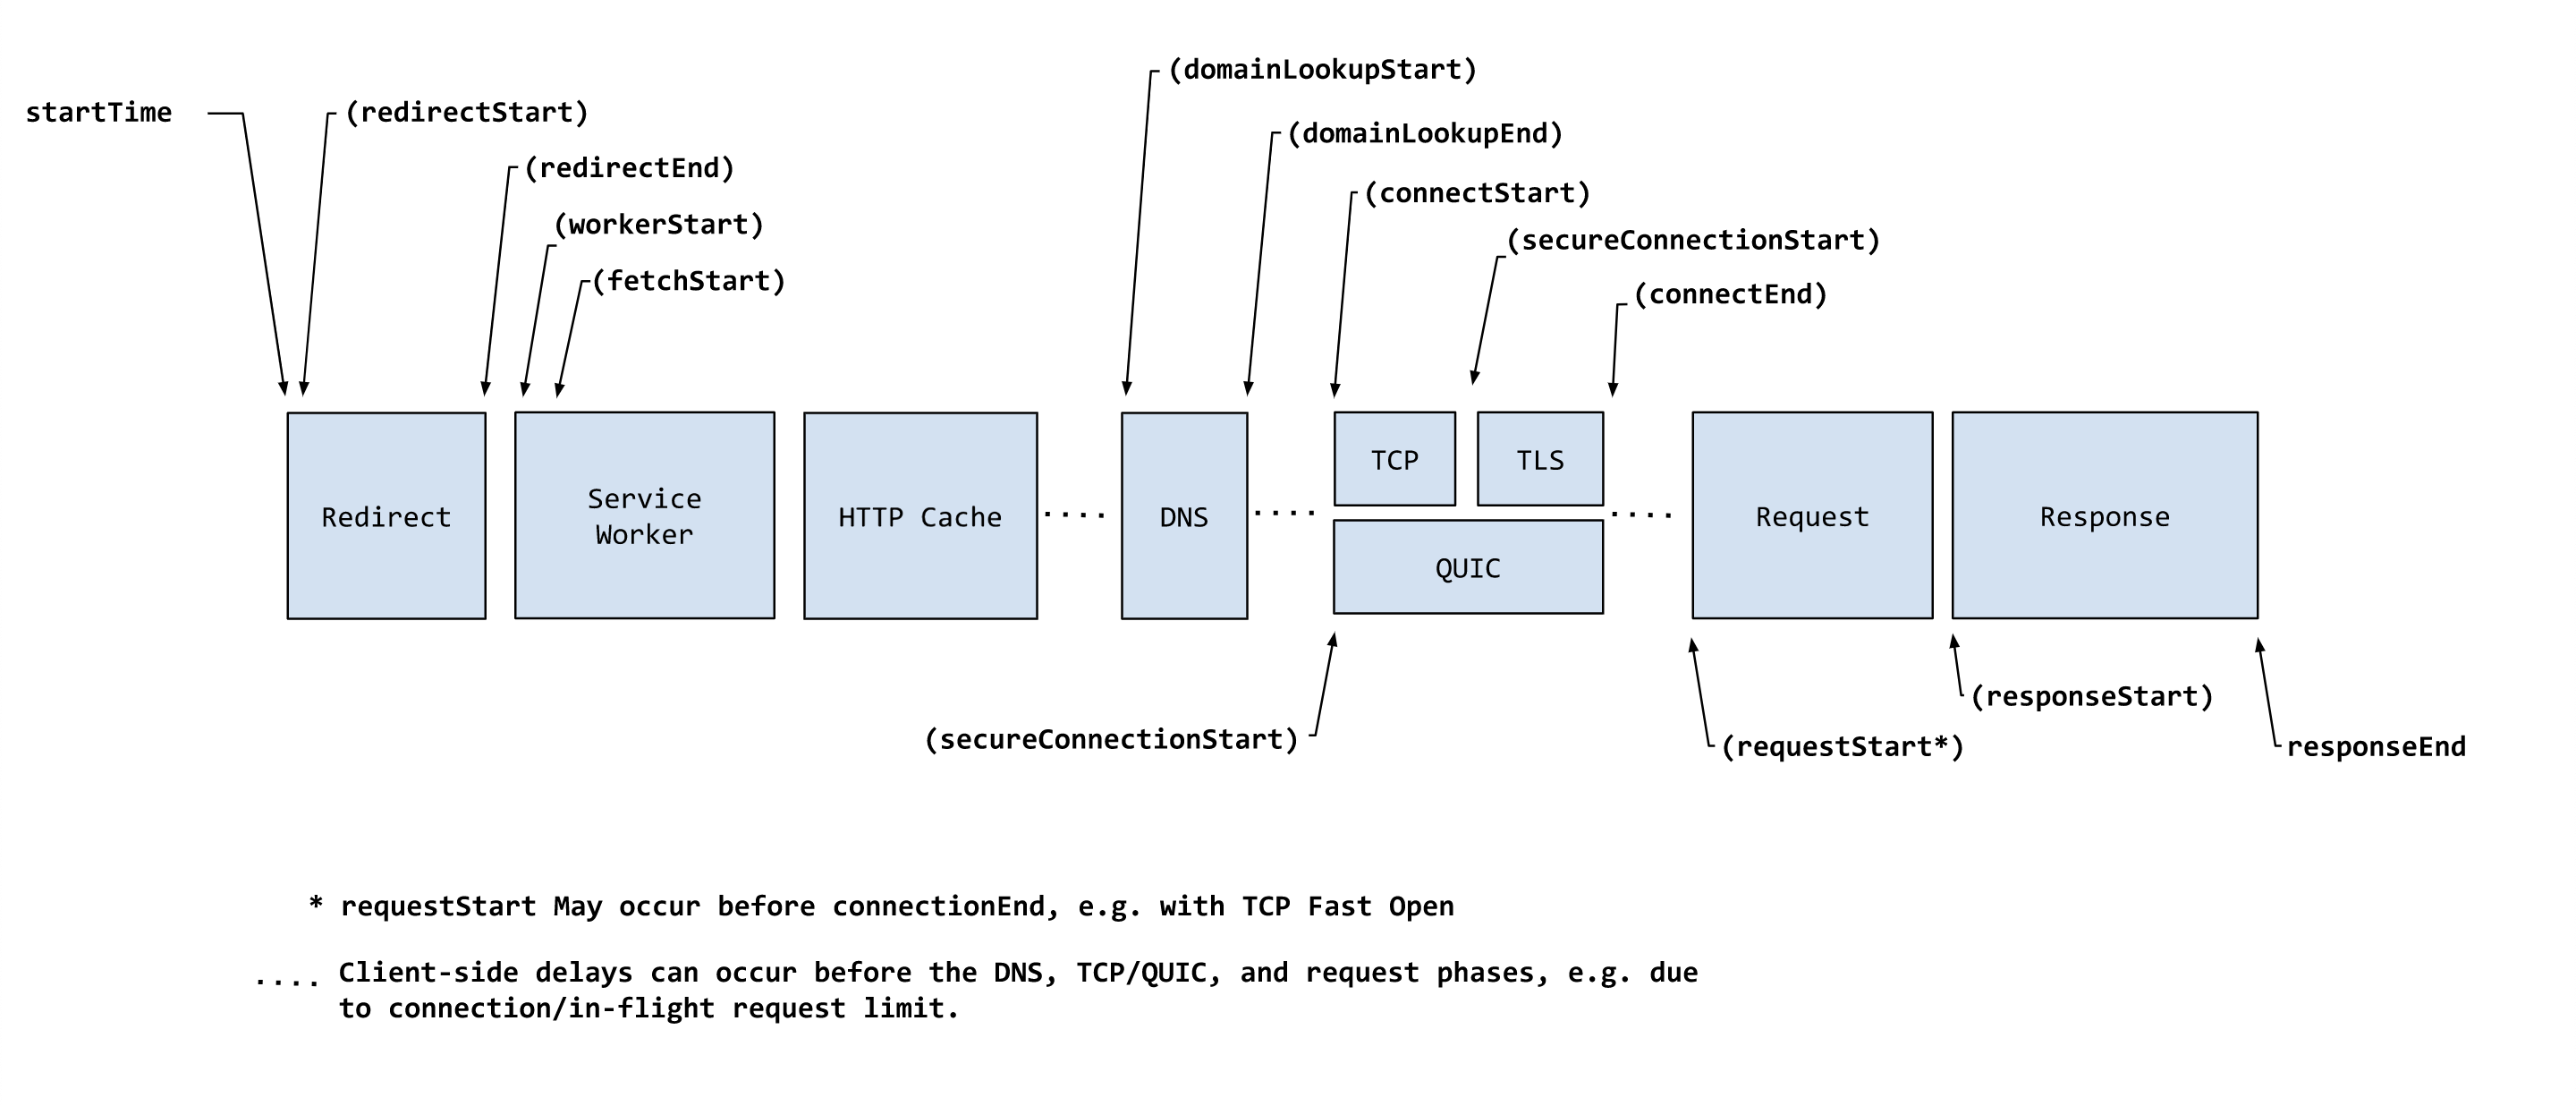 (domainLookupStart)
startTime
(redirectStart)
(domainLookupEnd)
(redirectEnd)
(connectStart)
(workerStart)
(secureConnectionStart)
(fetchStart)
(connectEnd)
Redirect
Service
Worker
HTTP Cache
....
DNS
....
TCP
TLS
QUIC
....
Request
Response
(secureConnectionStart)
(responseStart)
(requestStart*)
responseEnd
* requestStart May occur before connectionEnd, e.g. with TCP Fast Open
.... Client-side delays can occur before the DNS, TCP/QUIC, and request phases, e.g. due
to connection/in-flight request limit.